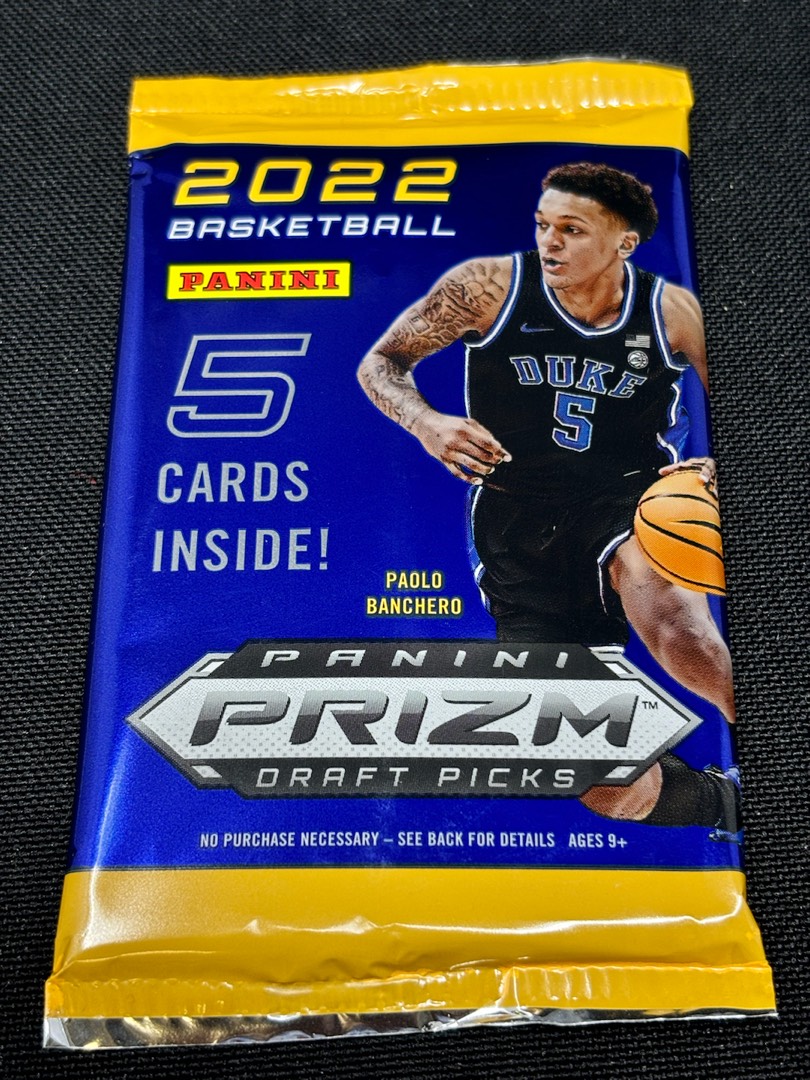 2022
BASKETBALL
PANINI
5
CARDS
INSIDE!
DUKE
5
PAOLO
BANCHERO
PANINI
PRIZM™
DRAFT PICKS
NO PURCHASE NECESSARY – SEE BACK FOR DETAILS AGES 9+